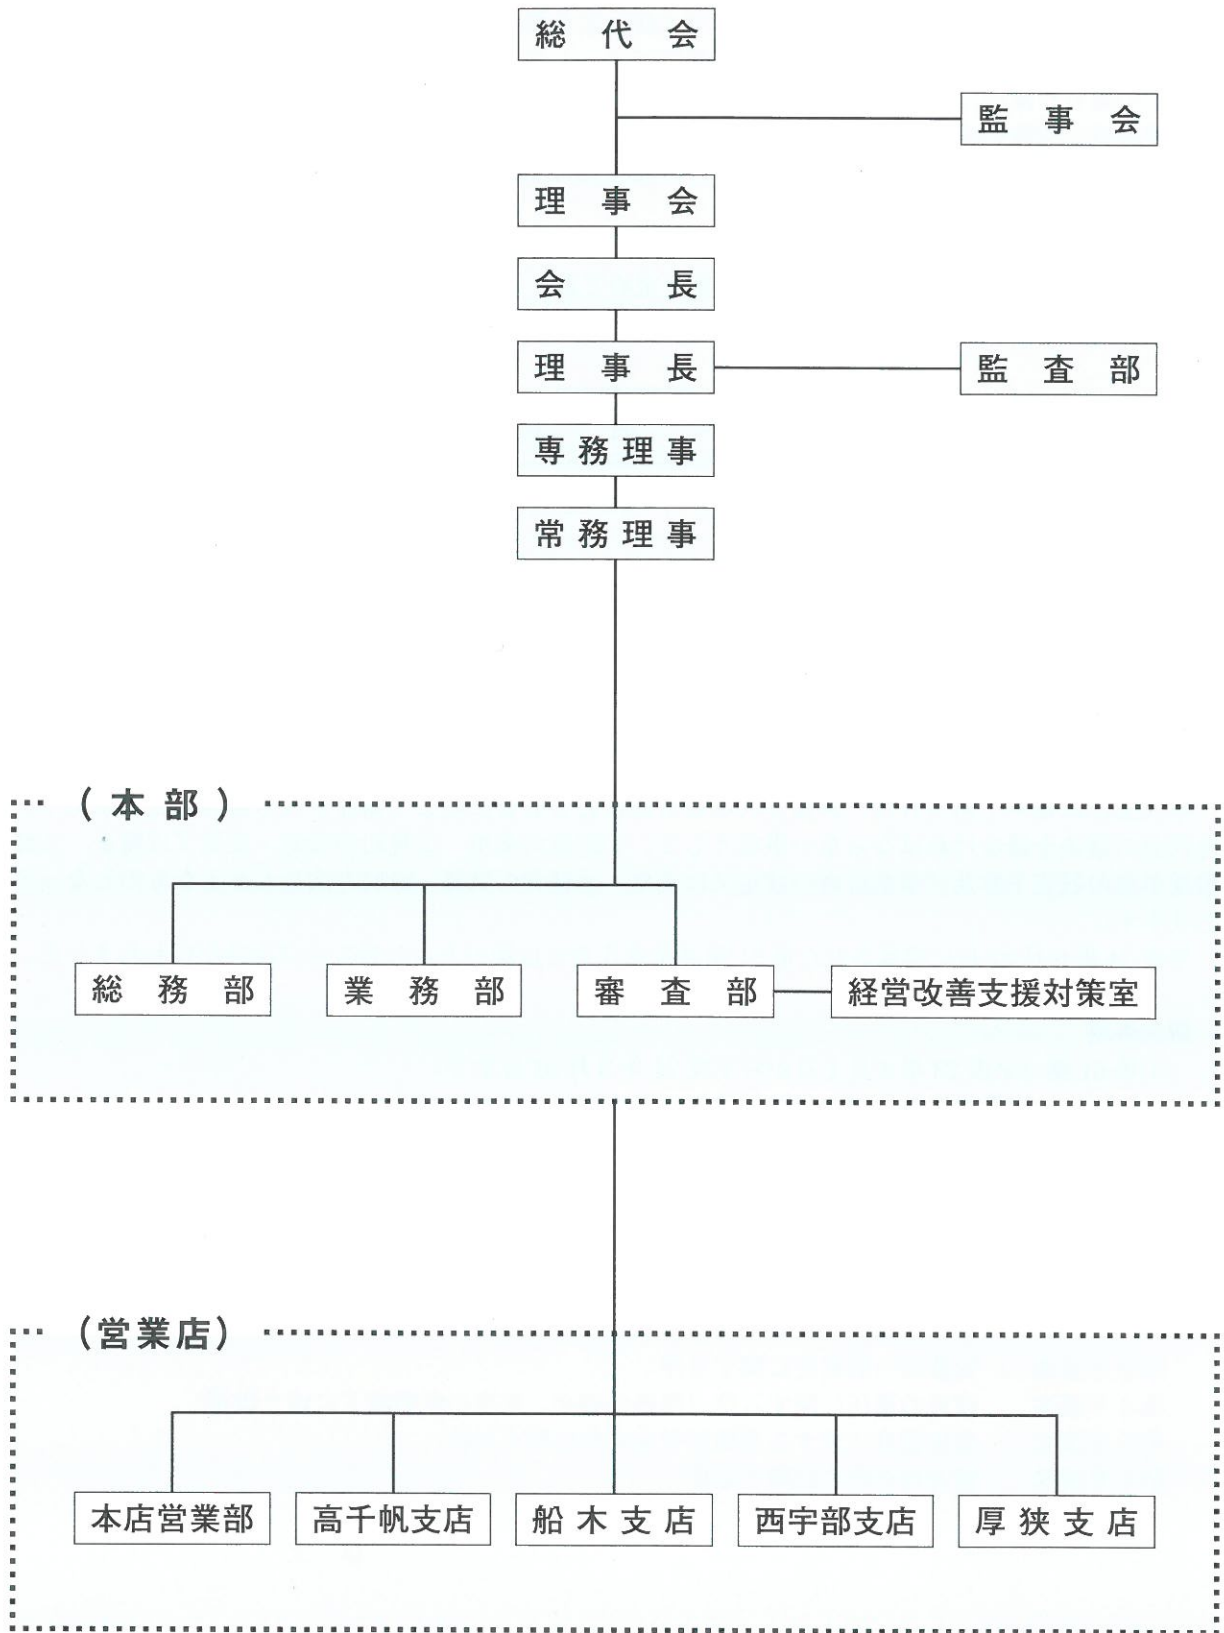 総代会
監事会
理事会
会長
理事長
監査部
専務理事
常務理事
(本部)
総務部
業務部
審査部
経営改善支援対策室
(営業店)
本店営業部
高千帆支店
船木支店
西宇部支店
厚狭支店